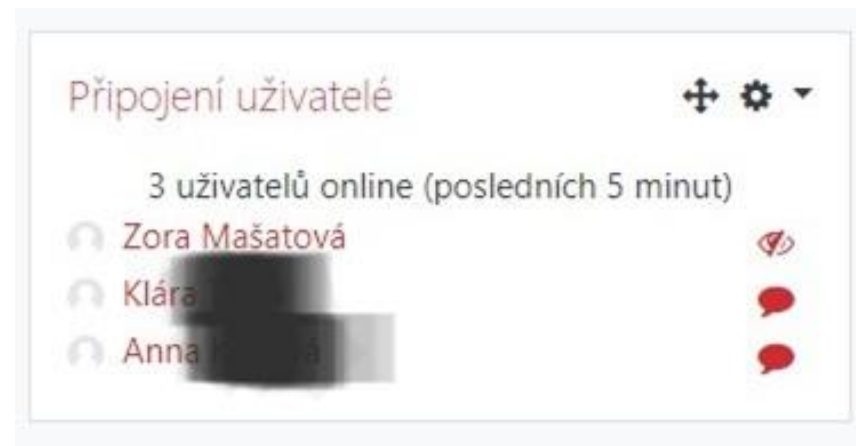 Připojení uživatelé
3 uživatelů online (posledních 5 minut)
Zora Mašatová
Klára
Anna